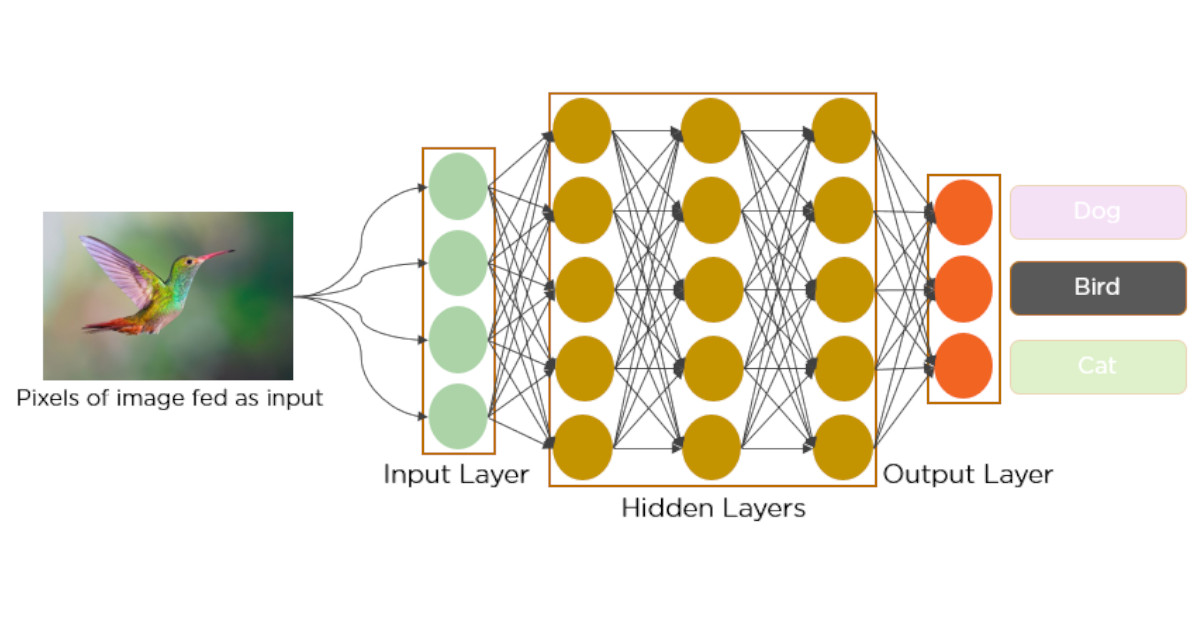 Pixels of image fed as input
Input Layer
Hidden Layers
Output Layer
Dog
Bird
Cat